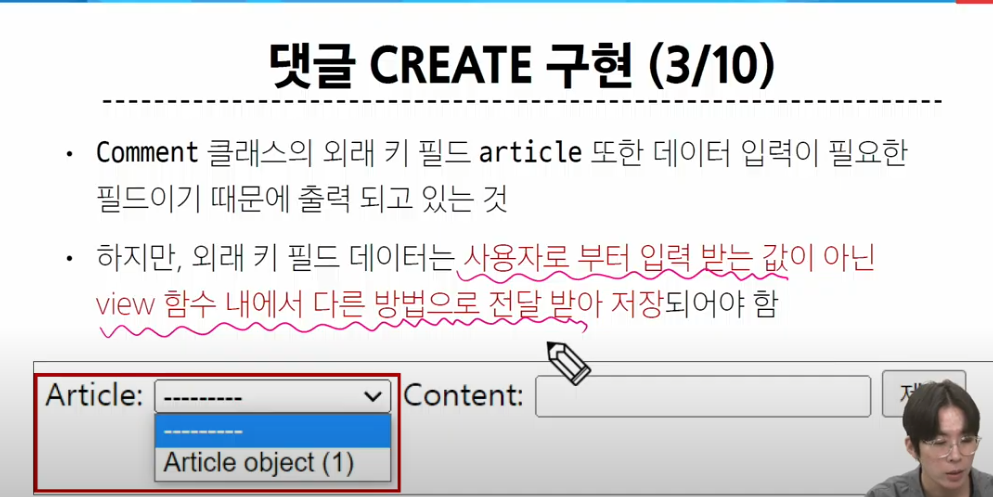 댓글 CREATE 구현 (3/10)
• Comment 클래스의 외래 키 필드 article 또한 데이터 입력이 필요한
필드이기 때문에 출력 되고 있는 것
• 하지만, 외래 키 필드 데이터는 사용자로 부터 입력 받는 값이 아닌
view 함수 내에서 다른 방법으로 전달 받아 저장되어야 함
Article: --------- Content:
---------
Article object (1)